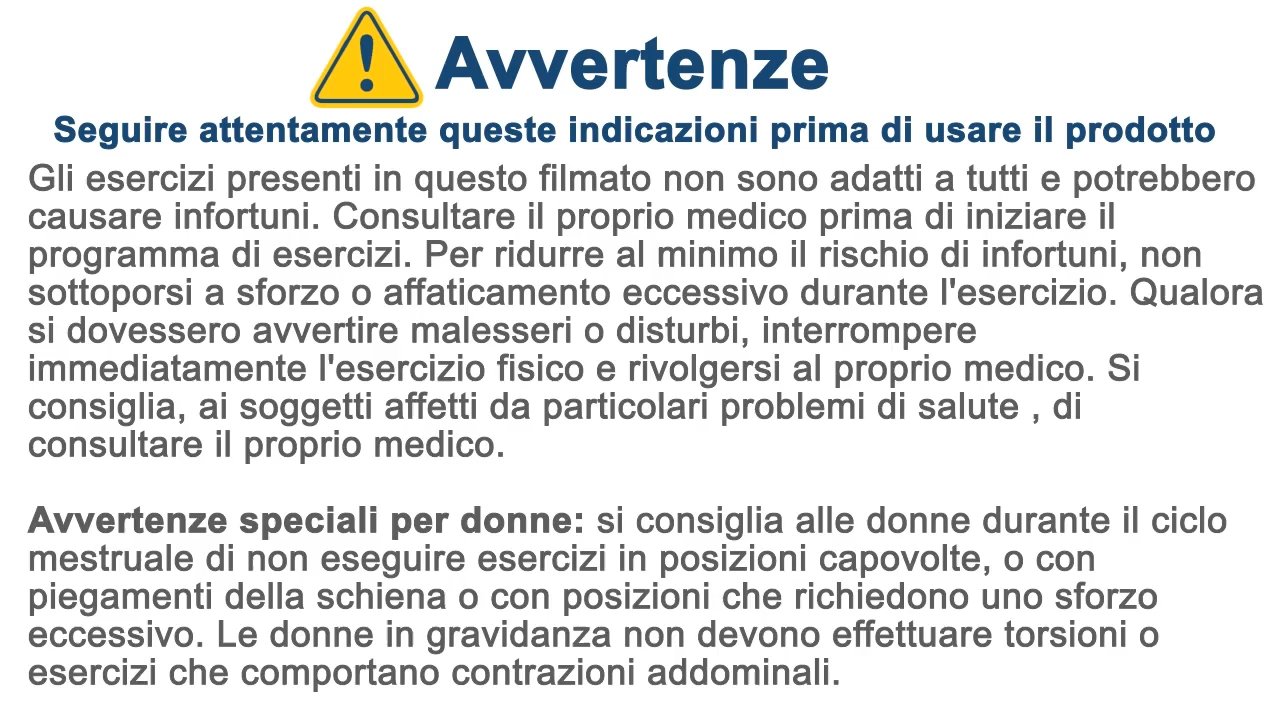 Avvertenze
Seguire attentamente queste indicazioni prima di usare il prodotto
Gli esercizi presenti in questo filmato non sono adatti a tutti e potrebbero
causare infortuni. Consultare il proprio medico prima di iniziare il
programma di esercizi. Per ridurre al minimo il rischio di infortuni, non
sottoporsi a sforzo o affaticamento eccessivo durante l'esercizio. Qualora
si dovessero avvertire malesseri o disturbi, interrompere
immediatamente l'esercizio fisico e rivolgersi al proprio medico. Si
consiglia, ai soggetti affetti da particolari problemi di salute , di
consultare il proprio medico.
Avvertenze speciali per donne: si consiglia alle donne durante il ciclo
mestruale di non eseguire esercizi in posizioni capovolte, o con
piegamenti della schiena o con posizioni che richiedono uno sforzo
eccessivo. Le donne in gravidanza non devono effettuare torsioni o
esercizi che comportano contrazioni addominali.